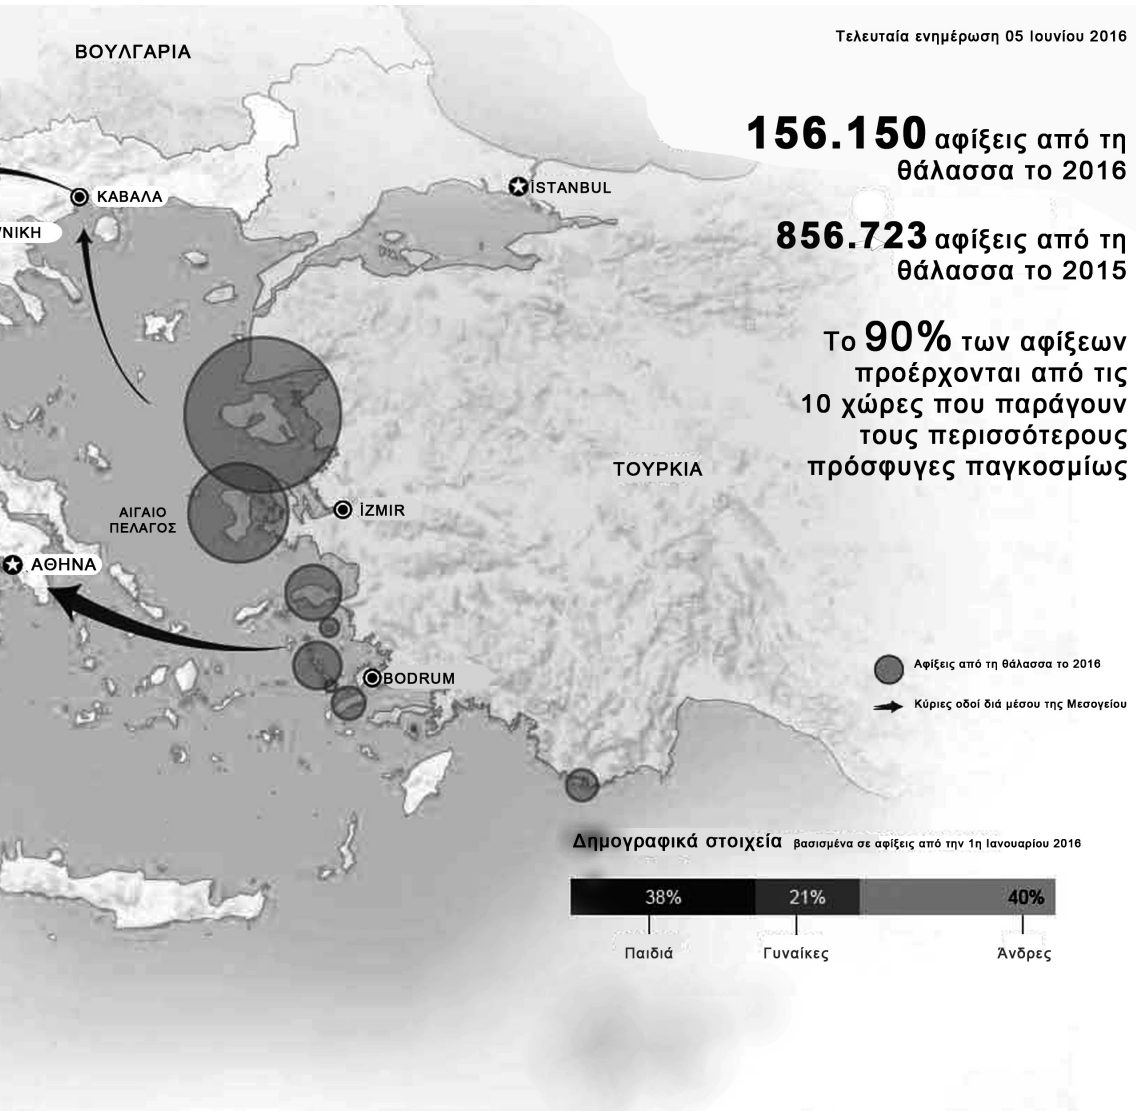 ΒΟΥΛΓΑΡΙΑ
Τελευταία ενημέρωση 05 Ιουνίου 2016
156.150 αφίξεις από τη
θάλασσα το 2016
İSTANBUL
ΚΑΒΑΛΑ
ΝΙΚΗ
856.723 αφίξεις από τη
θάλασσα το 2015
Το 90% των αφίξεων
προέρχονται από τις
10 χώρες που παράγουν
τους περισσότερους
πρόσφυγες παγκοσμίως
ΤΟΥΡΚΙΑ
ΑΙΓΑΙΟ
ΠΕΛΑΓΟΣ
İZMIR
ΑΘΗΝΑ
BODRUM
Αφίξεις από τη θάλασσα το 2016
Κύριες οδοί διά μέσου της Μεσογείου
Δημογραφικά στοιχεία βασισμένα σε αφίξεις από την 1η Ιανουαρίου 2016
38% 21% 40%
Παιδιά Γυναίκες Άνδρες